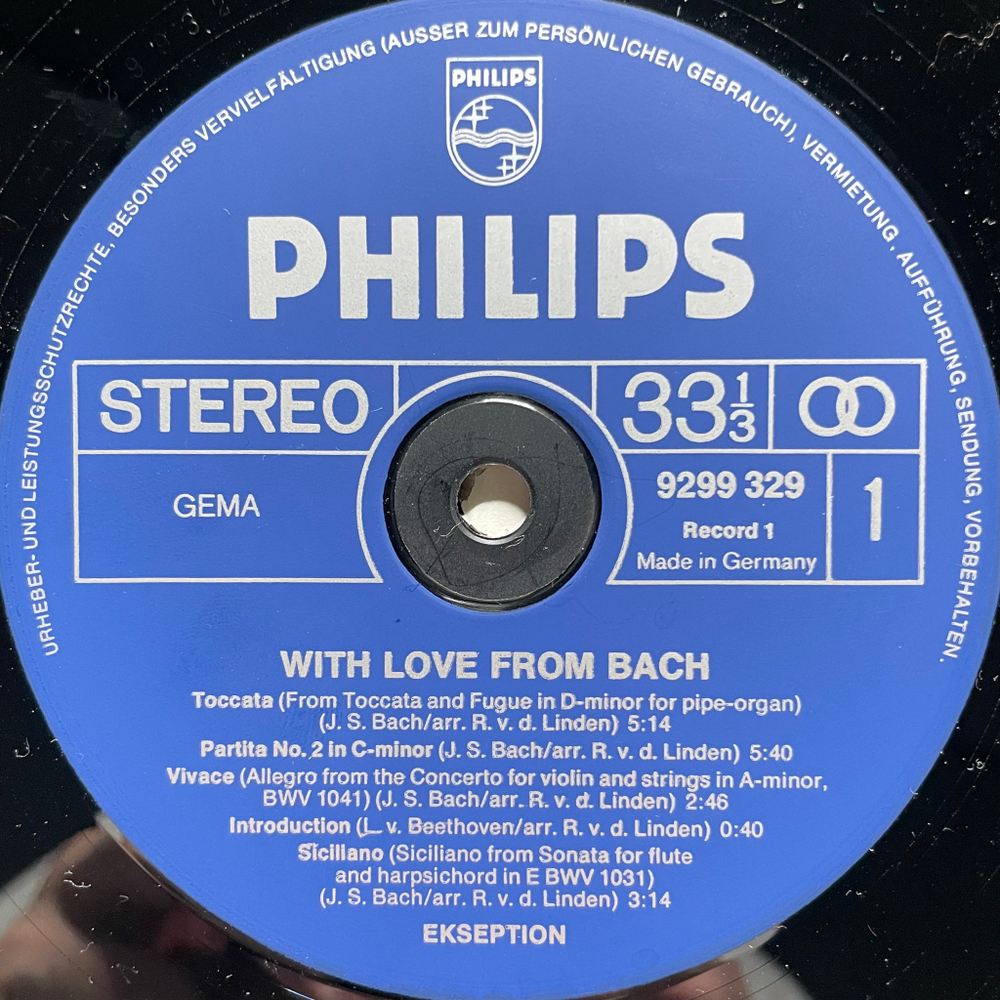 URHEBER- UND LEISTUNGSSCHUTZRECHTE, BESONDERS VERVIELFÄLTIGUNG (AUSSER ZUM PERSÖNLICHEN GEBRAUCH), VERMIETUNG, AUFFÜHRUNG, SENDUNG, VORBEHALTEN.
PHILIPS
PHILIPS
STEREO
33 1/3
GEMA
9299 329
Record 1
Made in Germany
1
WITH LOVE FROM BACH
Toccata (From Toccata and Fugue in D-minor for pipe-organ)
(J. S. Bach/arr. R. v. d. Linden) 5:14
Partita No. 2 in C-minor (J. S. Bach/arr. R. v. d. Linden) 5:40
Vivace (Allegro from the Concerto for violin and strings in A-minor,
BWV 1041) (J. S. Bach/arr. R. v. d. Linden) 2:46
Introduction (L. v. Beethoven/arr. R. v. d. Linden) 0:40
Siciliano (Siciliano from Sonata for flute
and harpsichord in E BWV 1031)
(J. S. Bach/arr. R. v. d. Linden) 3:14
EKSEPTION